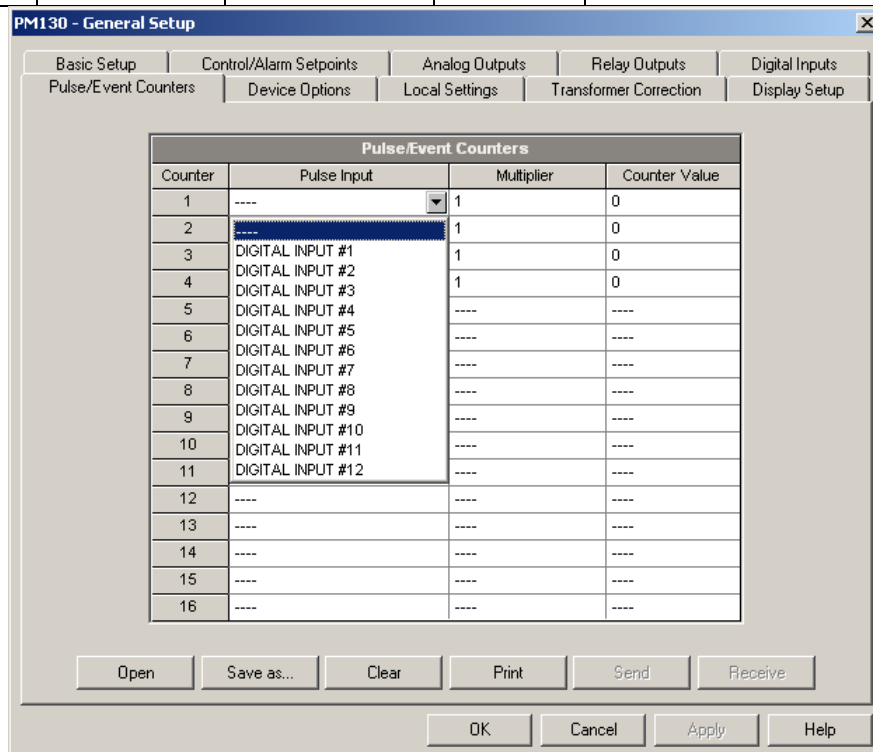 PM130 - General Setup
Basic Setup Control/Alarm Setpoints Analog Outputs Relay Outputs Digital Inputs
Pulse/Event Counters Device Options Local Settings Transformer Correction Display Setup
Pulse/Event Counters
Counter Pulse Input Multiplier Counter Value
1 ---- 1 0
2 ---- 1 0
3 DIGITAL INPUT #1 1 0
DIGITAL INPUT #2
4 DIGITAL INPUT #3 1 0
5 DIGITAL INPUT #4 ---- ----
DIGITAL INPUT #5
6 DIGITAL INPUT #6 ---- ----
7 DIGITAL INPUT #7 ---- ----
8 DIGITAL INPUT #8 ---- ----
9 DIGITAL INPUT #9 ---- ----
DIGITAL INPUT #10
10 DIGITAL INPUT #11 ---- ----
11 DIGITAL INPUT #12 ---- ----
12 ---- ---- ----
13 ---- ---- ----
14 ---- ---- ----
15 ---- ---- ----
16 ---- ---- ----
Open Save as... Clear Print Send Receive
OK Cancel Apply Help